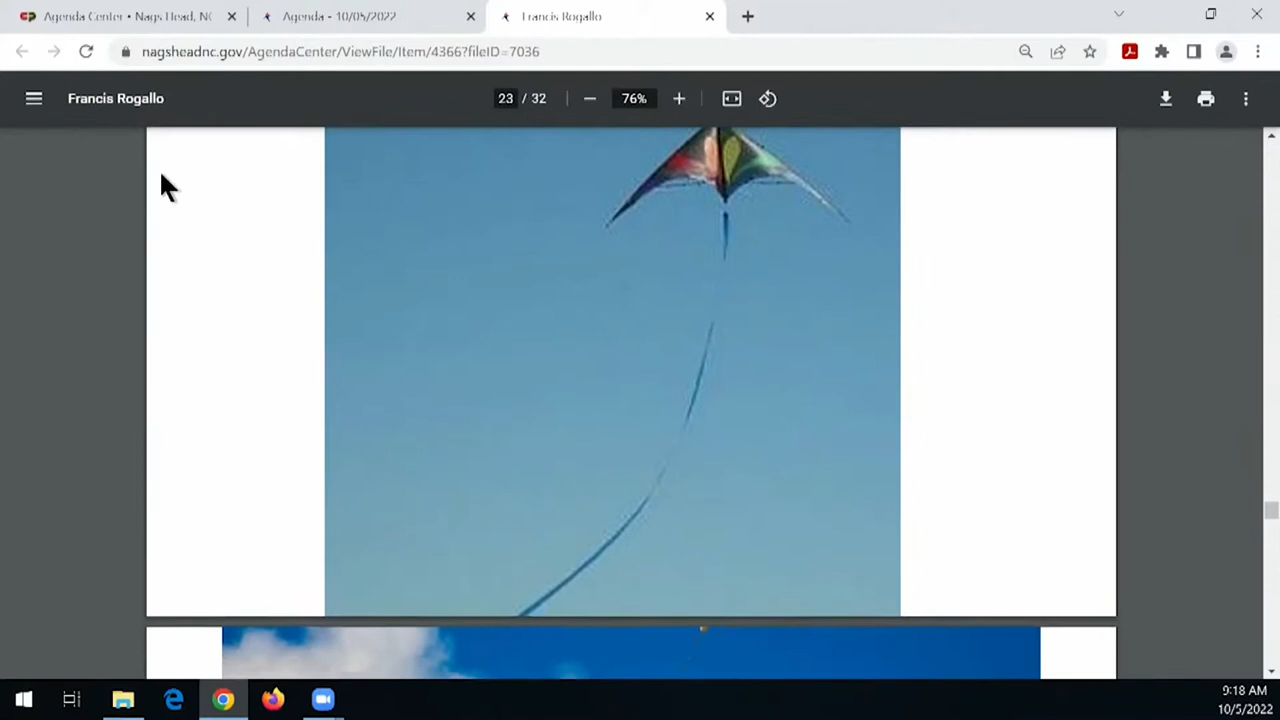 Agenda Center • Nags Head, NC
Agenda - 10/05/2022
Francis Rogallo
nagsheadnc.gov/AgendaCenter/ViewFile/Item/4366?fileID=7036
Francis Rogallo
23 / 32
76%
9:18 AM
10/5/2022